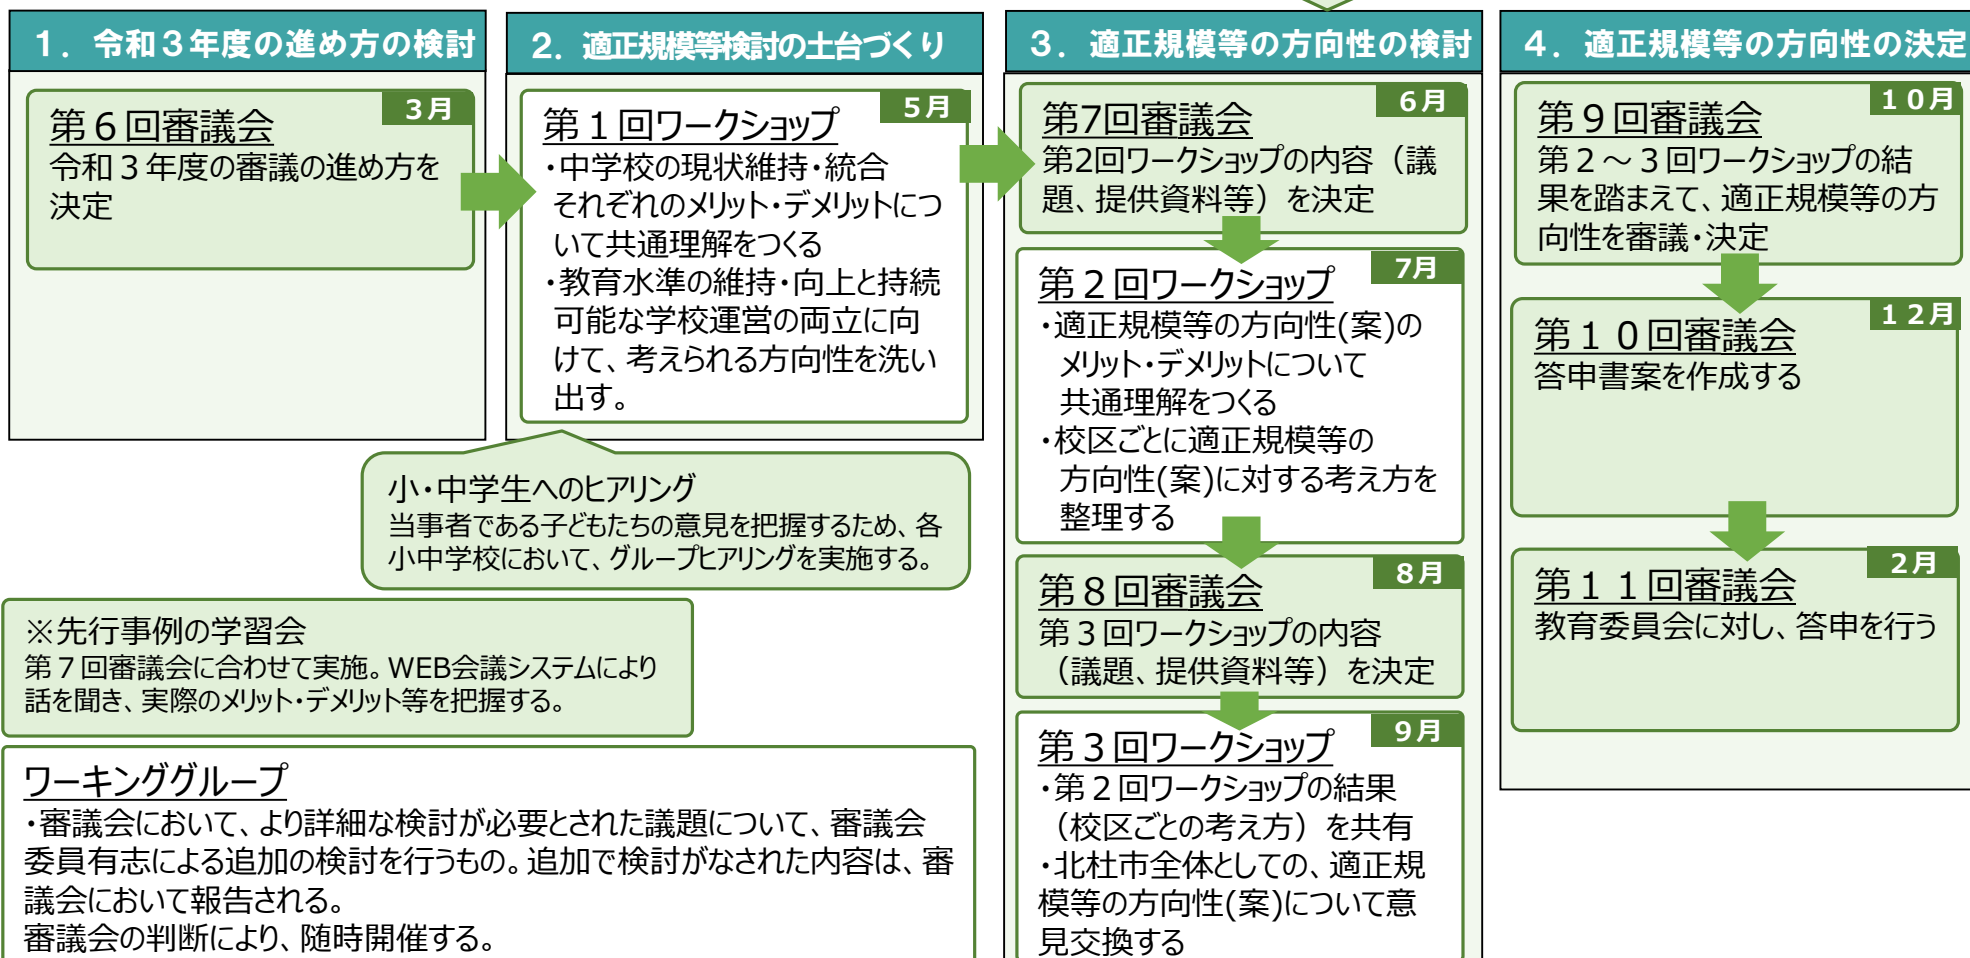 １．令和３年度の進め方の検討
３月
第６回審議会
令和３年度の審議の進め方を
決定
２．適正規模等検討の土台づくり
５月
第１回ワークショップ
・中学校の現状維持・統合
それぞれのメリット・デメリットにつ
いて共通理解をつくる
・教育水準の維持・向上と持続
可能な学校運営の両立に向
けて、考えられる方向性を洗い
出す。
小・中学生へのヒアリング
当事者である子どもたちの意見を把握するため、各
小中学校において、グループヒアリングを実施する。
※先行事例の学習会
第７回審議会に合わせて実施。WEB会議システムにより
話を聞き、実際のメリット・デメリット等を把握する。
ワーキンググループ
・審議会において、より詳細な検討が必要とされた議題について、審議会
委員有志による追加の検討を行うもの。追加で検討がなされた内容は、審
議会において報告される。
審議会の判断により、随時開催する。
３．適正規模等の方向性の検討
６月
第7回審議会
第2回ワークショップの内容（議
題、提供資料等）を決定
7月
第２回ワークショップ
・適正規模等の方向性(案)の
メリット・デメリットについて
共通理解をつくる
・校区ごとに適正規模等の
方向性(案)に対する考え方を
整理する
８月
第８回審議会
第３回ワークショップの内容
（議題、提供資料等）を決定
９月
第３回ワークショップ
・第２回ワークショップの結果
（校区ごとの考え方）を共有
・北杜市全体としての、適正規
模等の方向性(案)について意
見交換する
４．適正規模等の方向性の決定
１０月
第９回審議会
第２～３回ワークショップの結
果を踏まえて、適正規模等の方
向性を審議・決定
１２月
第１０回審議会
答申書案を作成する
２月
第１１回審議会
教育委員会に対し、答申を行う